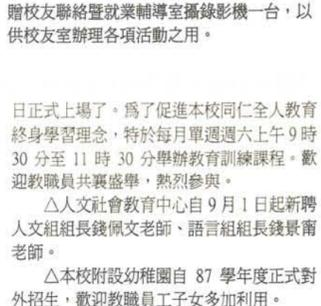 贈校友聯絡暨就業輔導室攝錄影機一台，以
供校友室辦理各項活動之用。
日正式上場了。為了促進本校同仁全人教育
終身學習理念，特於每月單週週六上午9時
30分至11時30分舉辦教育訓練課程。歡
迎教職員共襄盛舉，熱烈參與。
△人文社會教育中心自9月1日起新聘
人文組組長錢佩文老師、語言組組長錢景甯
老師。
△本校附設幼稚園自 87 學年度正式對
外招生，歡迎教職員工子女多加利用。